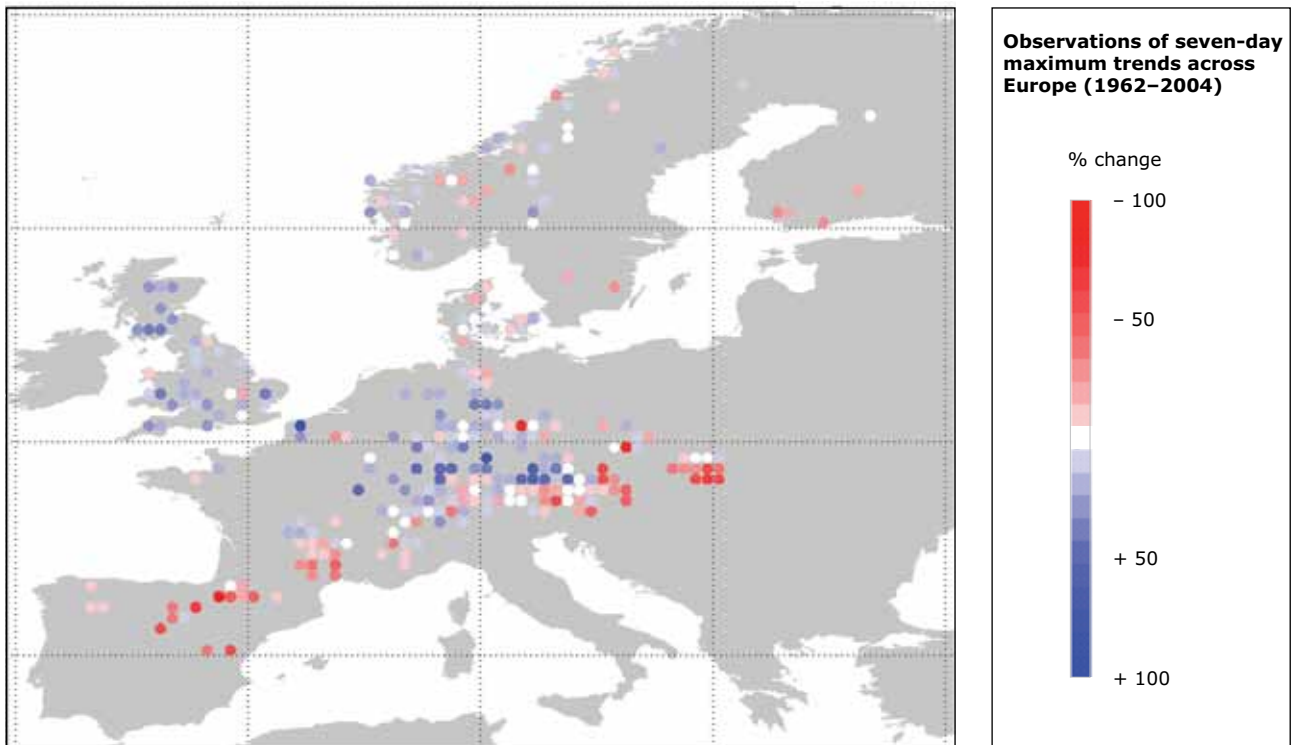 Observations of seven-day
maximum trends across
Europe (1962–2004)
% change
– 100
– 50
+ 50
+ 100